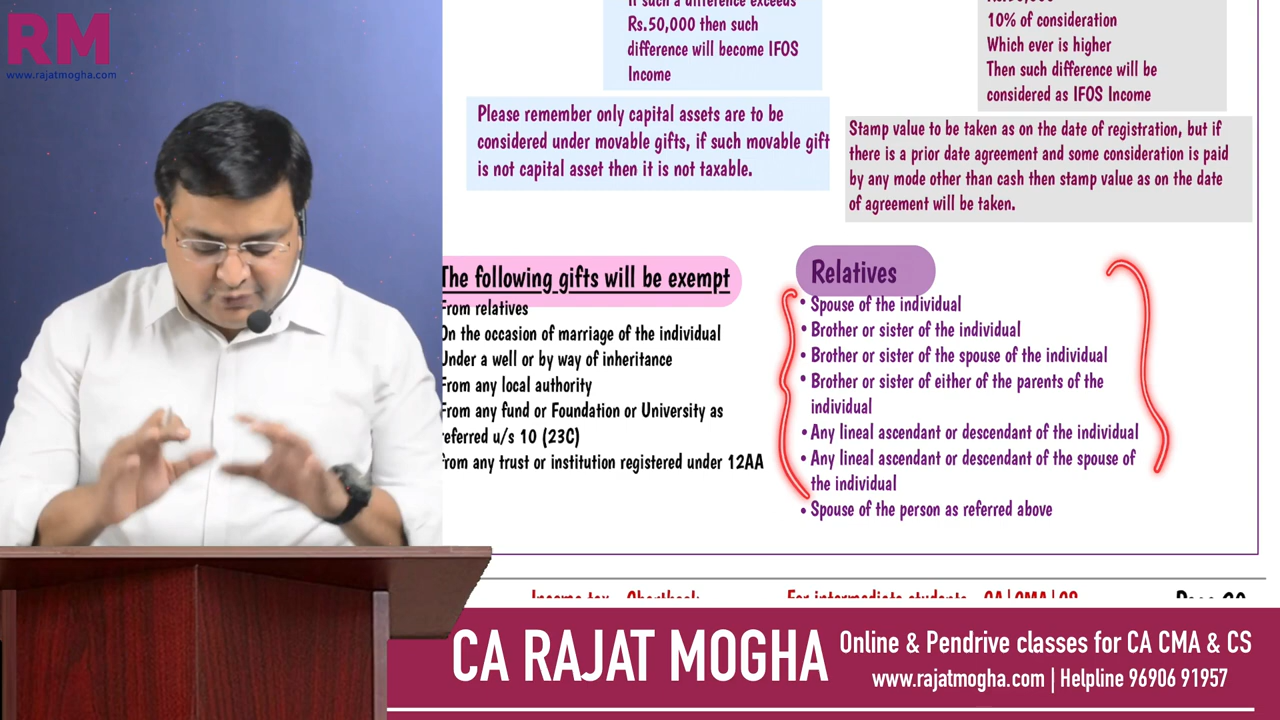 RM
www.rajatmogha.com
Rs.50,000 then such
difference will become IFOS
Income
10% of consideration
Which ever is higher
Then such difference will be
considered as IFOS Income
Please remember only capital assets are to be
considered under movable gifts, if such movable gift
is not capital asset then it is not taxable.
Stamp value to be taken as on the date of registration, but if
there is a prior date agreement and some consideration is paid
by any mode other than cash then stamp value as on the date
of agreement will be taken.
The following gifts will be exempt
From relatives
On the occasion of marriage of the individual
Under a well or by way of inheritance
From any local authority
From any fund or Foundation or University as
referred u/s 10 (23C)
from any trust or institution registered under 12AA
Relatives
• Spouse of the individual
• Brother or sister of the individual
• Brother or sister of the spouse of the individual
• Brother or sister of either of the parents of the
individual
• Any lineal ascendant or descendant of the individual
• Any lineal ascendant or descendant of the spouse of
the individual
• Spouse of the person as referred above
CA RAJAT MOGHA
Online & Pendrive classes for CA CMA & CS
www.rajatmogha.com | Helpline 96906 91957